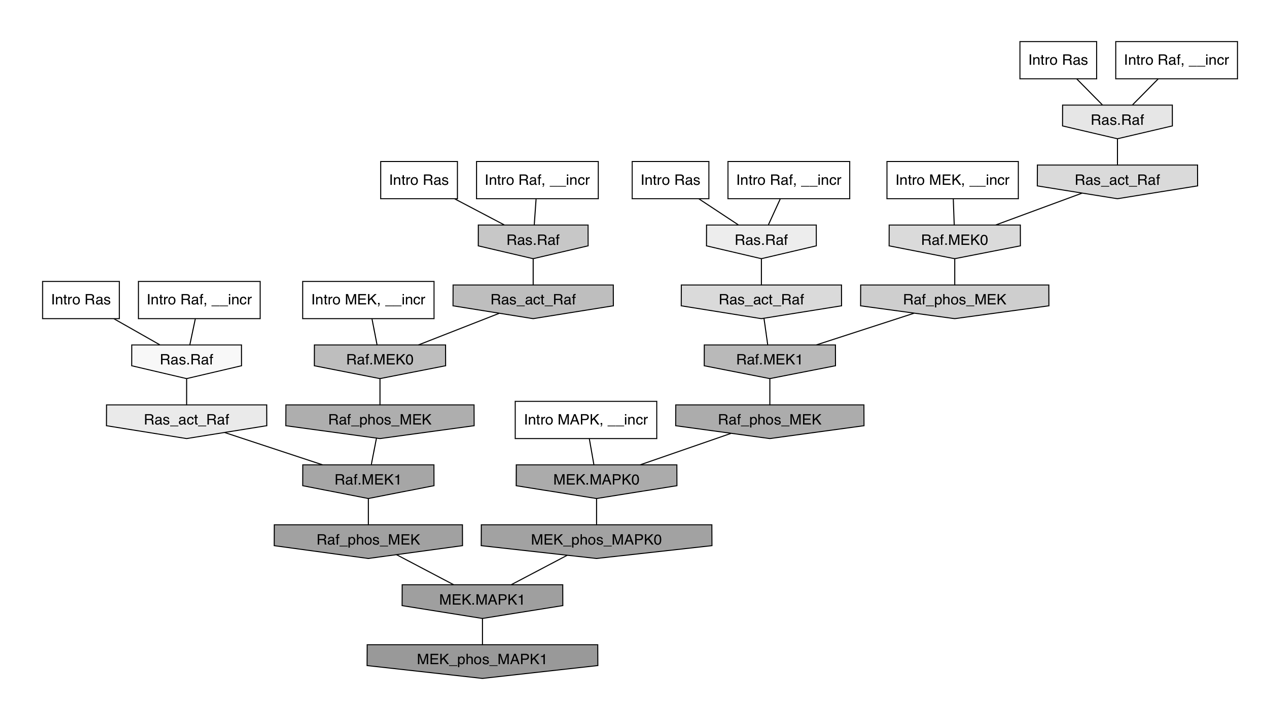 Intro Ras
Intro Raf, __incr
Ras.Raf
Intro Ras
Intro Raf, __incr
Intro Ras
Intro Raf, __incr
Intro MEK, __incr
Ras_act_Raf
Ras.Raf
Ras.Raf
Raf.MEK0
Intro Ras
Intro Raf, __incr
Intro MEK, __incr
Ras_act_Raf
Ras_act_Raf
Raf_phos_MEK
Ras.Raf
Raf.MEK0
Raf.MEK1
Ras_act_Raf
Raf_phos_MEK
Intro MAPK, __incr
Raf_phos_MEK
Raf.MEK1
MEK.MAPK0
Raf_phos_MEK
MEK_phos_MAPK0
MEK.MAPK1
MEK_phos_MAPK1